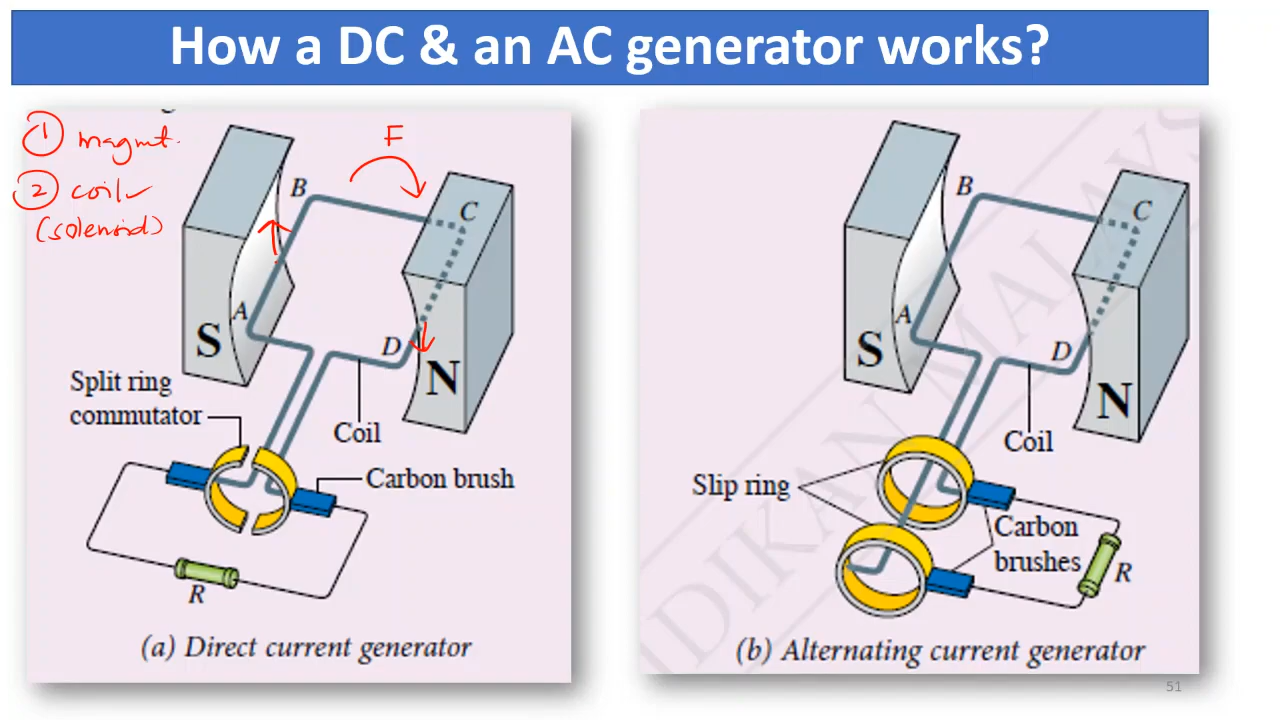 How a DC & an AC generator works?
① magnt.
② coil
(solenoid)
F
B
C
A
S
D
N
Split ring
commutator
Coil
Carbon brush
R
(a) Direct current generator
B
C
A
S
D
N
Coil
Slip ring
Carbon
brushes
R
(b) Alternating current generator
51